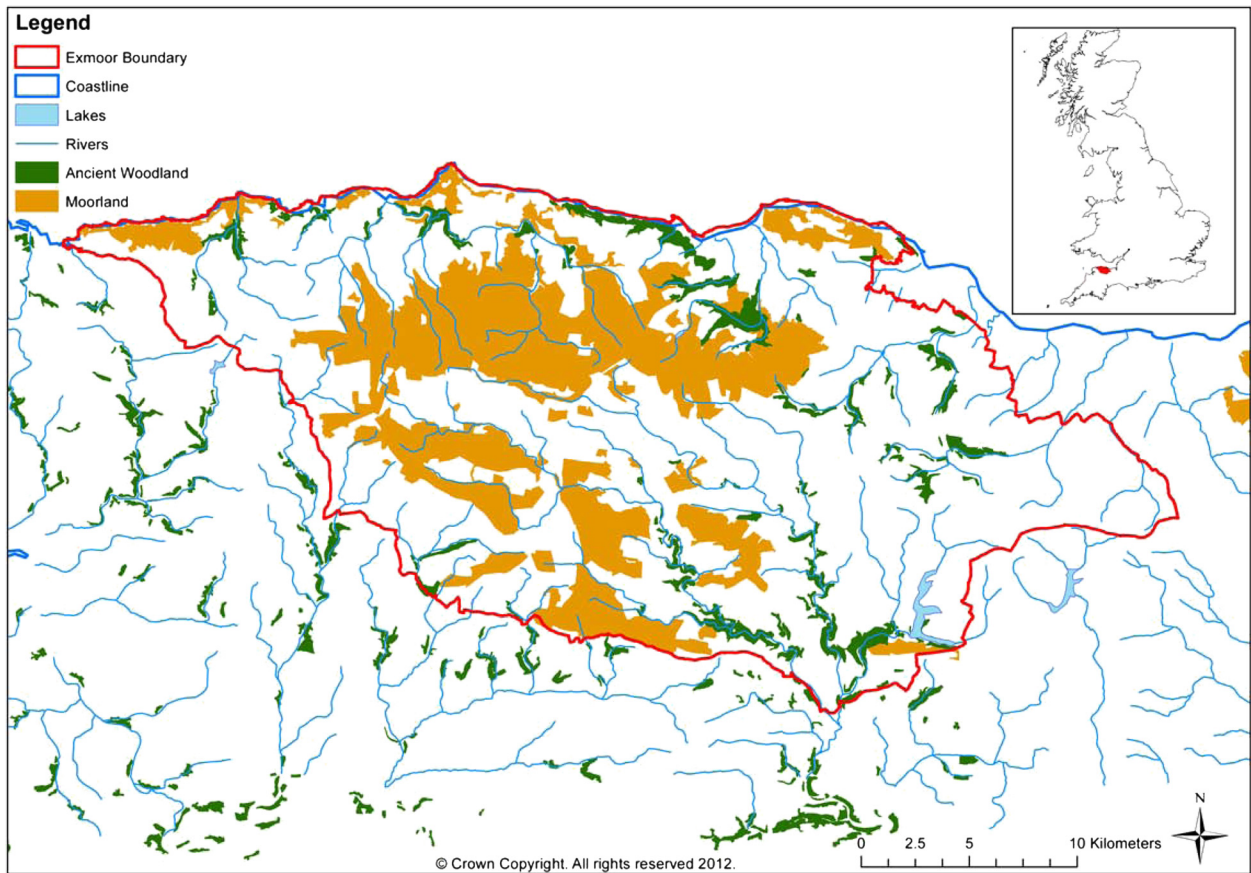 Legend
Exmoor Boundary
Coastline
Lakes
Rivers
Ancient Woodland
Moorland
N
0 2.5 5 10 Kilometers
© Crown Copyright. All rights reserved 2012.